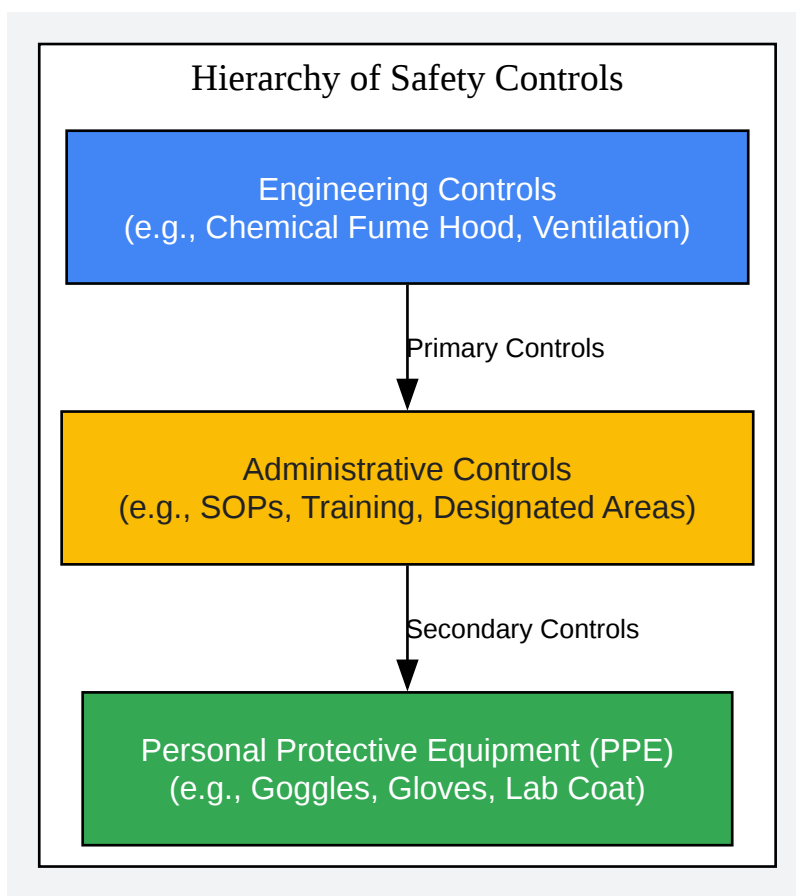 Hierarchy of Safety Controls
Engineering Controls
(e.g., Chemical Fume Hood, Ventilation)
Primary Controls
Administrative Controls
(e.g., SOPs, Training, Designated Areas)
Secondary Controls
Personal Protective Equipment (PPE)
(e.g., Goggles, Gloves, Lab Coat)